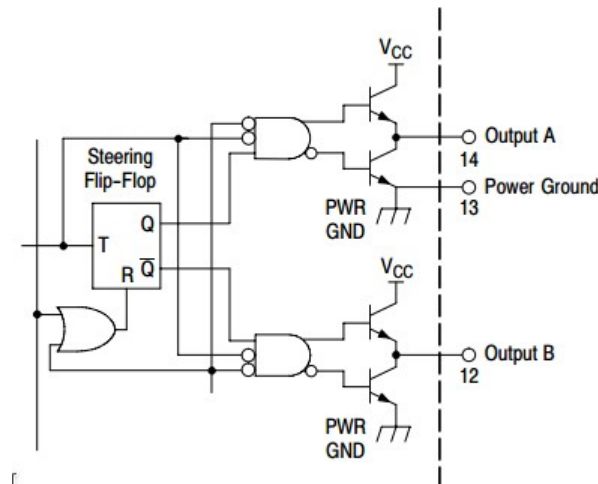 VCC
Output A
14
Steering
Flip-Flop
Power Ground
13
Q
PWR
GND
T
R
Q̅
VCC
Output B
12
PWR
GND